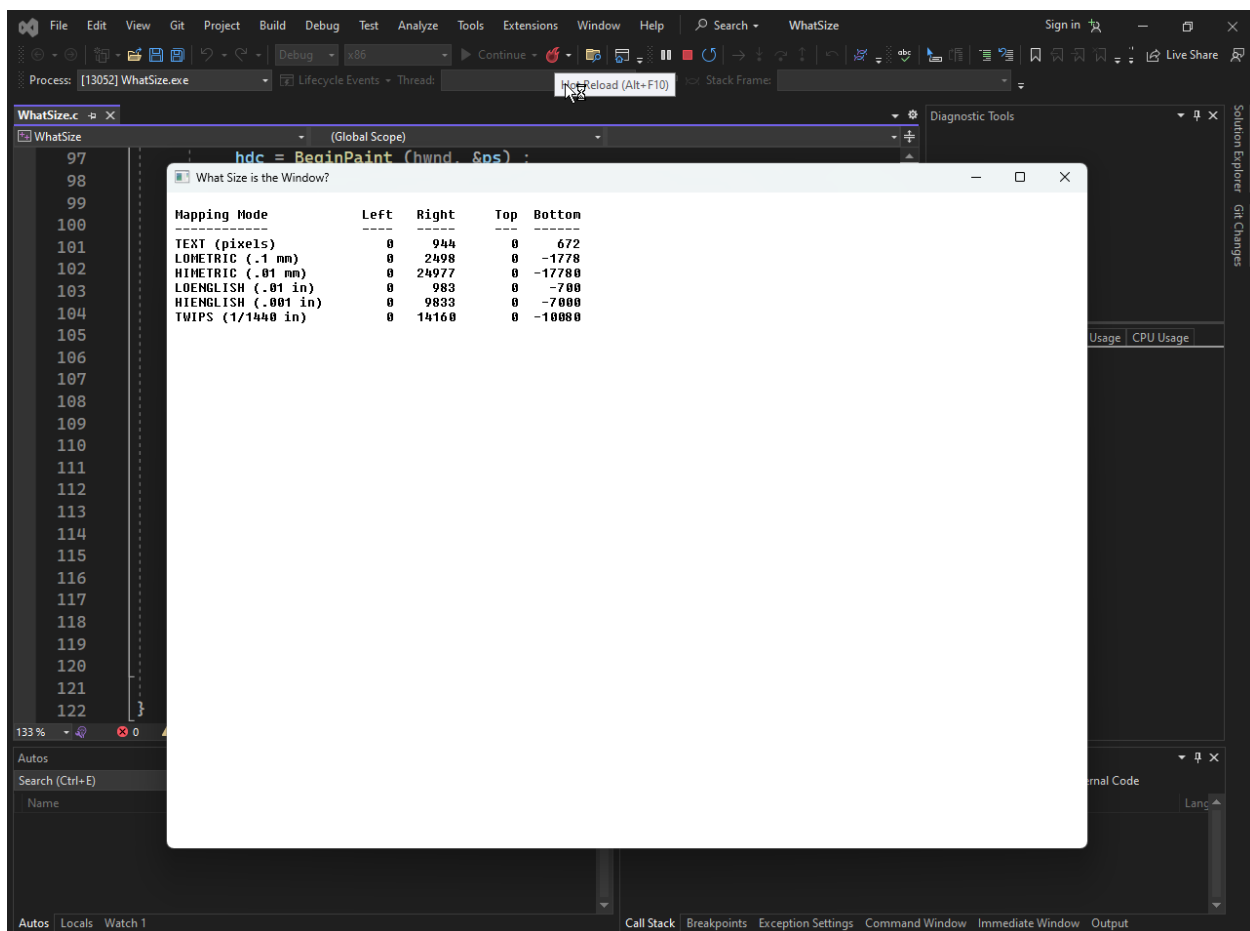 File Edit View Git Project Build Debug Test Analyze Tools Extensions Window Help Search WhatSize Sign in
Debug x86 Continue Live Share
Process: [13052] WhatSize.exe Lifecycle Events Thread: Stack Frame:
Hot Reload (Alt+F10)
WhatSize.c
Diagnostic Tools
WhatSize (Global Scope)
Solution Explorer
Git Changes
97 hdc = BeginPaint (hwnd, &ps) ;
98
99
100
101
102
103
104
105
106
107
108
109
110
111
112
113
114
115
116
117
118
119
120
121
122 }
What Size is the Window?
Mapping Mode Left Right Top Bottom
------------ ---- ----- --- ------
TEXT (pixels) 0 944 0 672
LOMETRIC (.1 mm) 0 2498 0 -1778
HIMETRIC (.01 mm) 0 24977 0 -17780
LOENGLISH (.01 in) 0 983 0 -700
HIENGLISH (.001 in) 0 9833 0 -7000
TWIPS (1/1440 in) 0 14160 0 -10080
Usage CPU Usage
133 % 0
Autos
Search (Ctrl+E)
Name
rnal Code
Lang
Autos Locals Watch 1
Call Stack Breakpoints Exception Settings Command Window Immediate Window Output